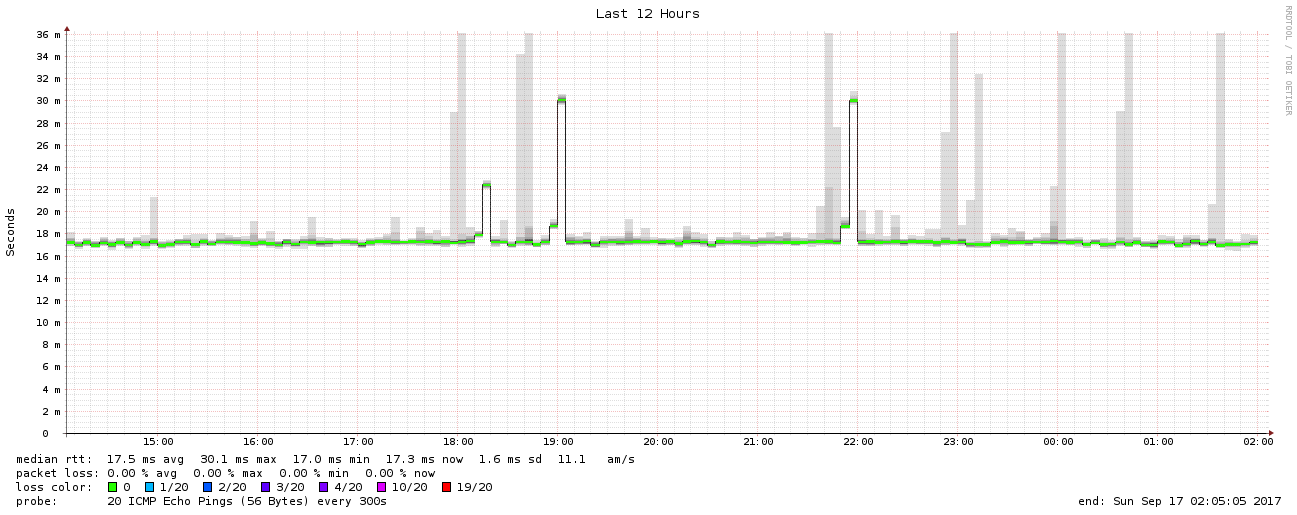 Last 12 Hours
RRDTOOL / TOBI OETIKER
Seconds
36 m
34 m
32 m
30 m
28 m
26 m
24 m
22 m
20 m
18 m
16 m
14 m
12 m
10 m
8 m
6 m
4 m
2 m
0
15:00 16:00 17:00 18:00 19:00 20:00 21:00 22:00 23:00 00:00 01:00 02:00
median rtt: 17.5 ms avg 30.1 ms max 17.0 ms min 17.3 ms now 1.6 ms sd 11.1 am/s
packet loss: 0.00 % avg 0.00 % max 0.00 % min 0.00 % now
loss color: 0 1/20 2/20 3/20 4/20 10/20 19/20
probe: 20 ICMP Echo Pings (56 Bytes) every 300s end: Sun Sep 17 02:05:05 2017